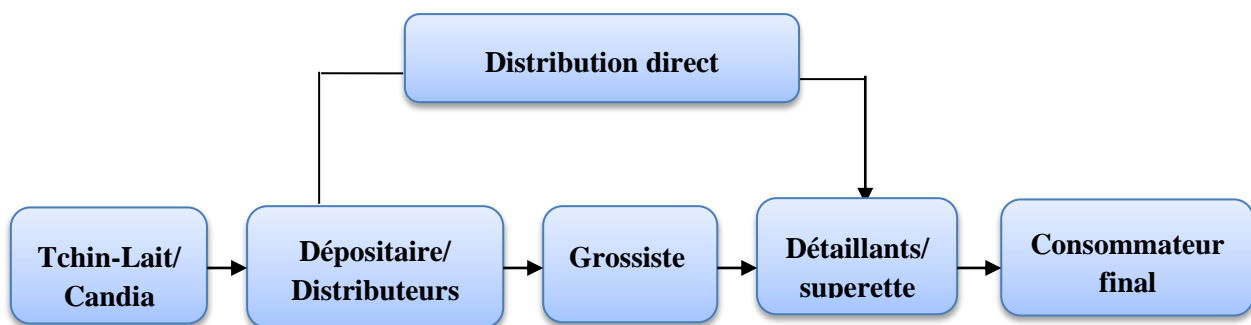 Distribution direct
Tchin-Lait/
Candia
Dépositaire/
Distributeurs
Grossiste
Détaillants/
superette
Consommateur
final